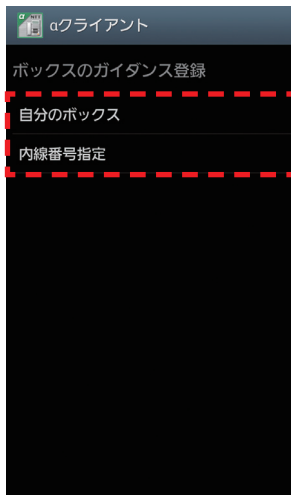 αクライアント
ボックスのガイダンス登録
自分のボックス
内線番号指定